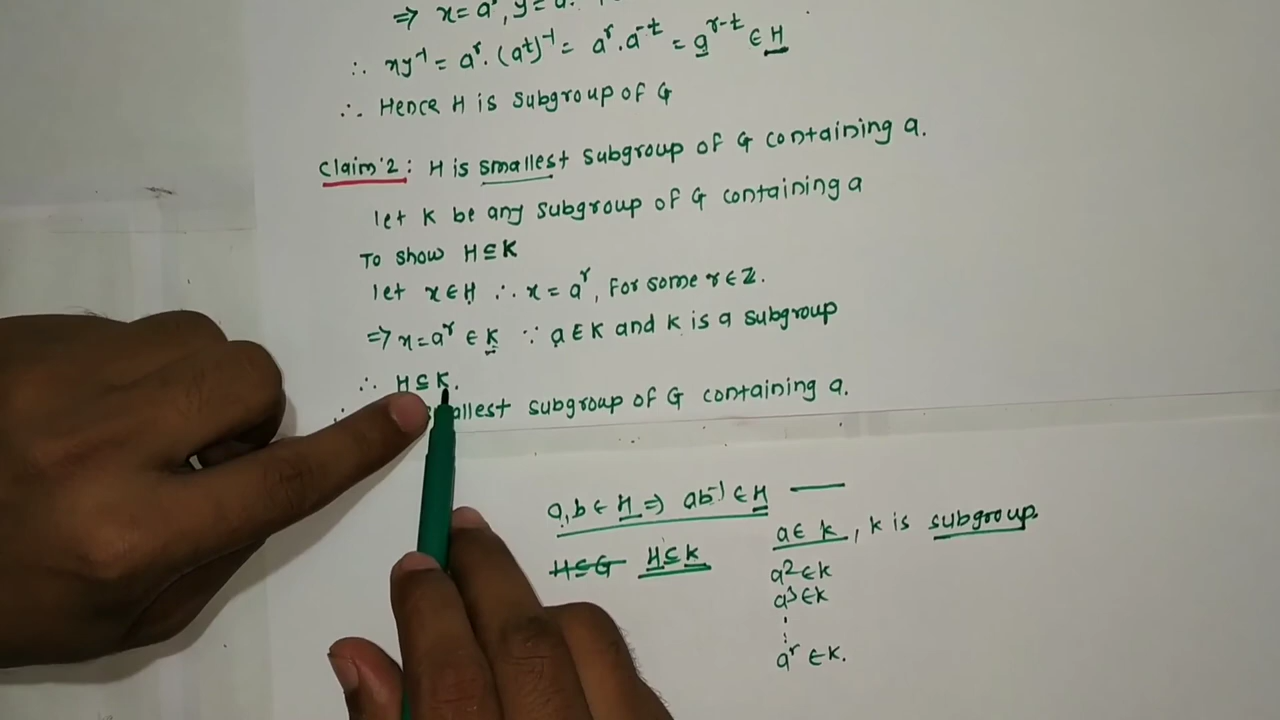 ⇒ x = aʳ, y = a
∴ xy⁻¹ = aʳ. (aᵗ)⁻¹ = aʳ. a⁻ᵗ = aʳ⁻ᵗ ∈ H
∴ Hence H is subgroup of G
Claim 2: H is smallest subgroup of G containing a.
let K be any subgroup of G containing a
To show H ⊆ K
let x ∈ H ∴ x = aʳ, for some r ∈ Z.
⇒ x = aʳ ∈ K ∵ a ∈ K and K is a subgroup
∴ H ⊆ K.
∴ smallest subgroup of G containing a.
a, b ∈ H ⇒ ab⁻¹ ∈ H —
H ⊆ G H ⊆ K
a ∈ K, K is subgroup.
a² ∈ K
a³ ∈ K
⋮
aʳ ∈ K.